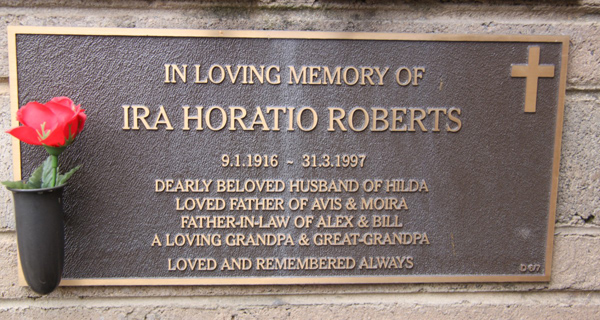 IN LOVING MEMORY OF
IRA HORATIO ROBERTS
9.1.1916 ~ 31.3.1997
DEARLY BELOVED HUSBAND OF HILDA
LOVED FATHER OF AVIS & MOIRA
FATHER-IN-LAW OF ALEX & BILL
A LOVING GRANDPA & GREAT-GRANDPA
LOVED AND REMEMBERED ALWAYS